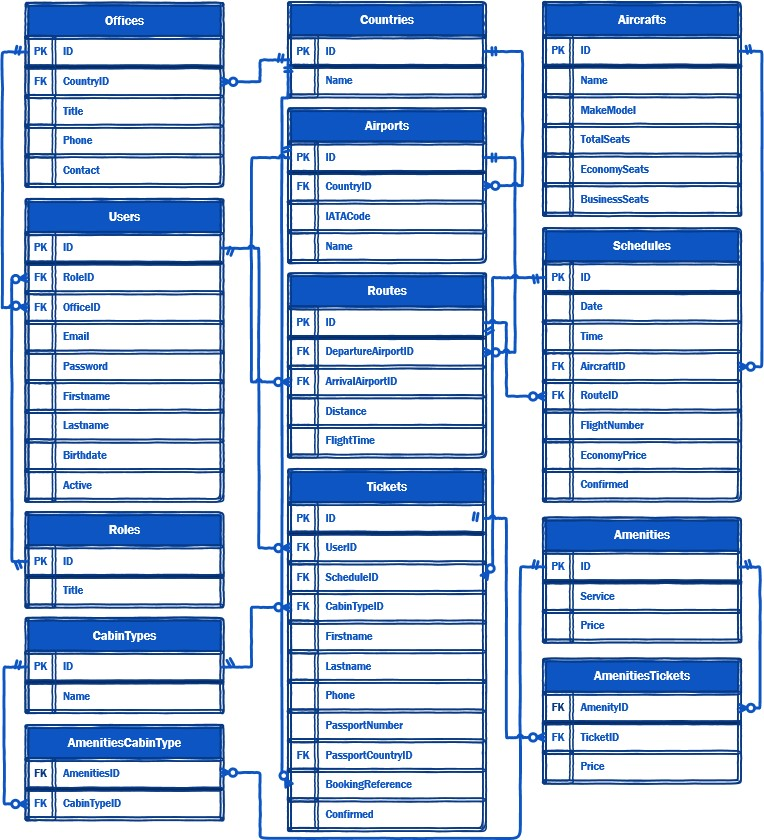 Offices
PK ID
FK CountryID
Title
Phone
Contact
Users
PK ID
FK RoleID
FK OfficeID
Email
Password
Firstname
Lastname
Birthdate
Active
Roles
PK ID
Title
CabinTypes
PK ID
Name
AmenitiesCabinType
FK AmenitiesID
FK CabinTypeID
Countries
PK ID
Name
Airports
PK ID
FK CountryID
IATACode
Name
Routes
PK ID
FK DepartureAirportID
FK ArrivalAirportID
Distance
FlightTime
Tickets
PK ID
FK UserID
FK ScheduleID
FK CabinTypeID
Firstname
Lastname
Phone
PassportNumber
FK PassportCountryID
BookingReference
Confirmed
Aircrafts
PK ID
Name
MakeModel
TotalSeats
EconomySeats
BusinessSeats
Schedules
PK ID
Date
Time
FK AircraftID
FK RouteID
FlightNumber
EconomyPrice
Confirmed
Amenities
PK ID
Service
Price
AmenitiesTickets
FK AmenityID
FK TicketID
Price